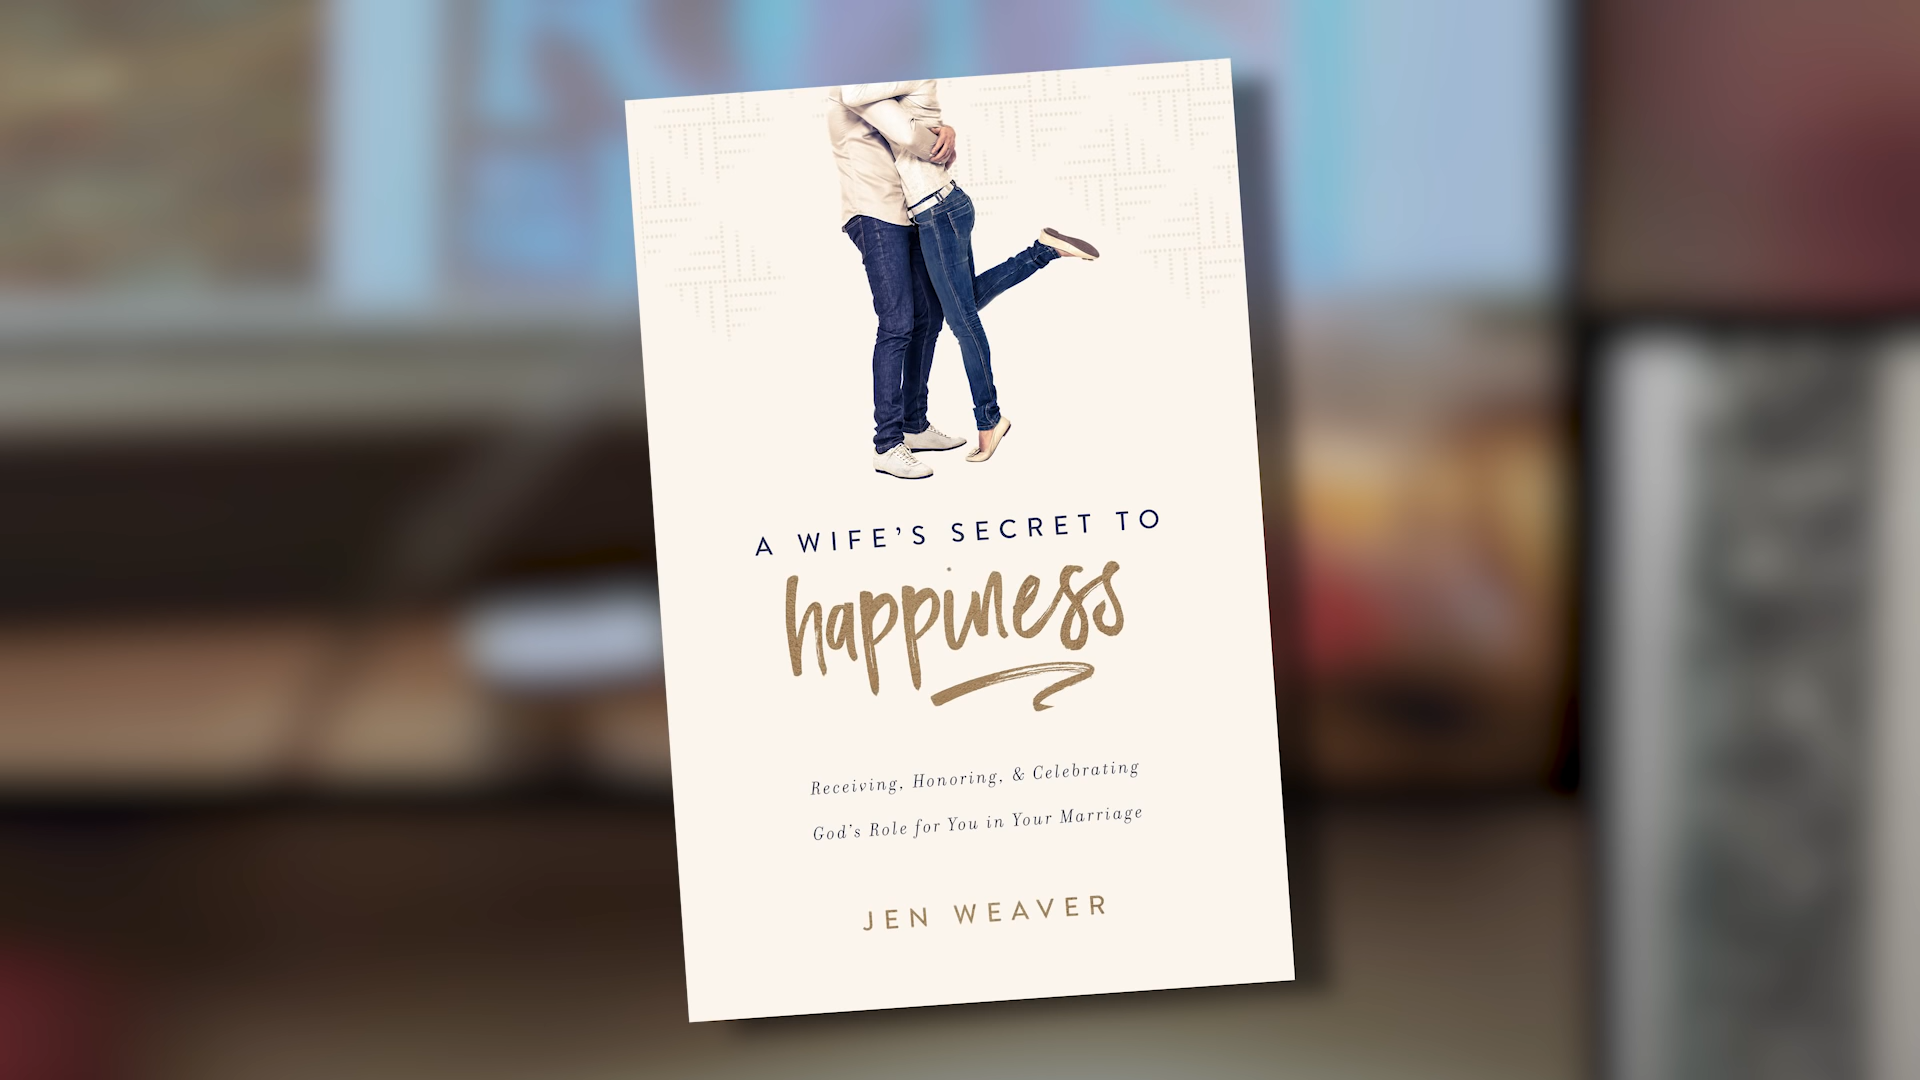 A WIFE'S SECRET TO
happiness
Receiving, Honoring, & Celebrating
God's Role for You in Your Marriage
JEN WEAVER